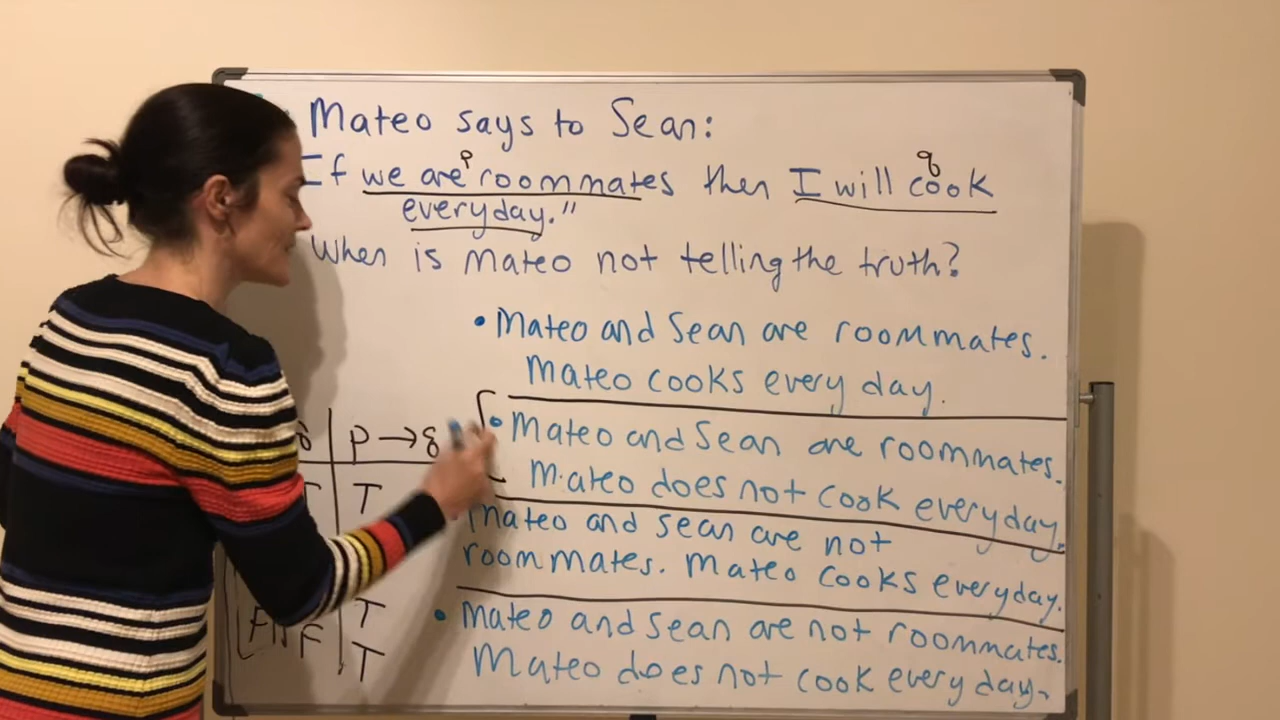 Mateo says to Sean:
If we are roommates then I will cook
p q
everyday."
When is Mateo not telling the truth?
• Mateo and Sean are roommates.
Mateo cooks every day.
• Mateo and Sean are roommates.
Mateo does not cook everyday.
Mateo and Sean are not
roommates. Mateo cooks everyday.
• Mateo and Sean are not roommates.
Mateo does not cook every day.
q p → q
T T
T
F F T